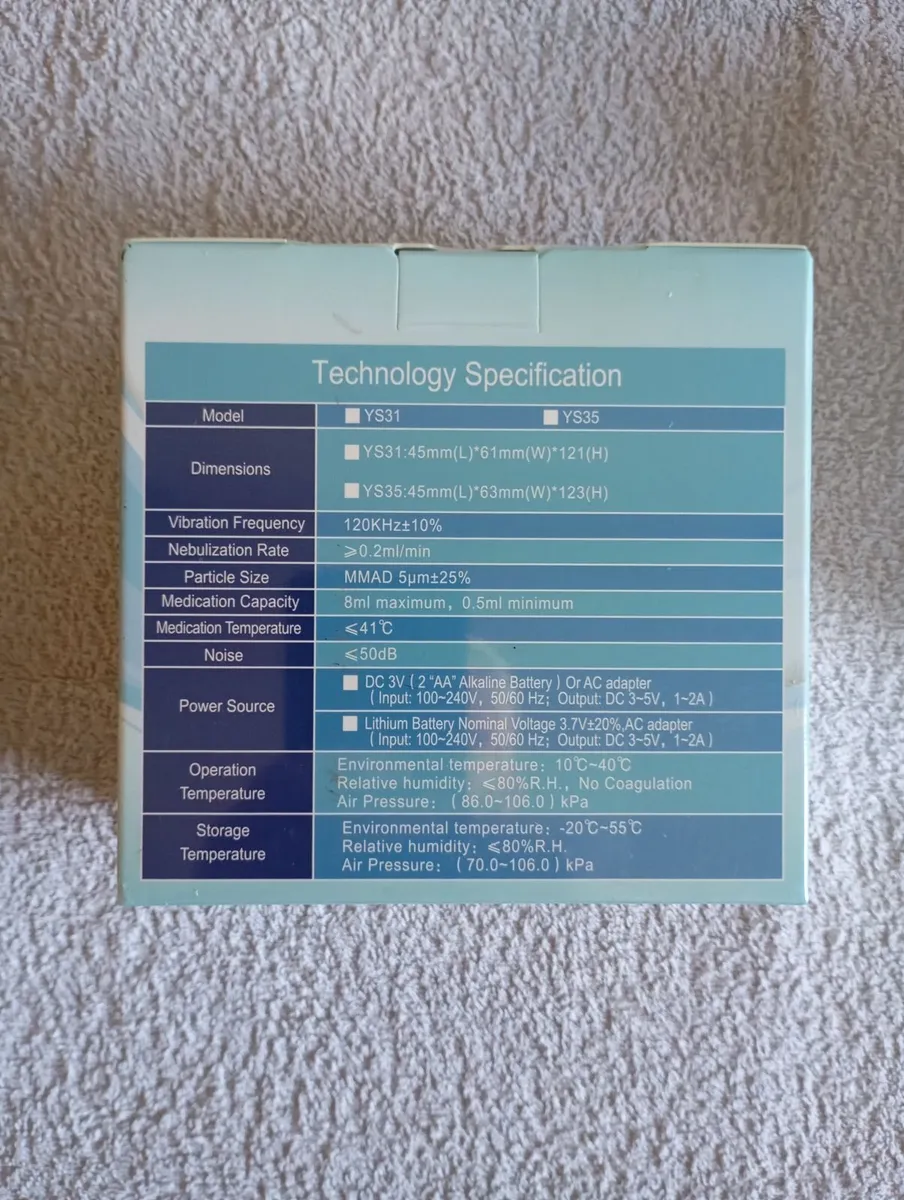 Technology Specification
Model YS31 YS35
Dimensions YS31:45mm(L)*61mm(W)*121(H)
YS35:45mm(L)*63mm(W)*123(H)
Vibration Frequency 120KHz±10%
Nebulization Rate ⩾0.2ml/min
Particle Size MMAD 5μm±25%
Medication Capacity 8ml maximum, 0.5ml minimum
Medication Temperature ⩽41℃
Noise ⩽50dB
Power Source DC 3V ( 2 “AA” Alkaline Battery ) Or AC adapter
( Input: 100~240V, 50/60 Hz; Output: DC 3~5V, 1~2A )
Lithium Battery Nominal Voltage 3.7V±20%,AC adapter
( Input: 100~240V, 50/60 Hz; Output: DC 3~5V, 1~2A )
Operation Temperature Environmental temperature: 10℃~40℃
Relative humidity: ⩽80%R.H., No Coagulation
Air Pressure: ( 86.0~106.0 ) kPa
Storage Temperature Environmental temperature: -20℃~55℃
Relative humidity: ⩽80%R.H.
Air Pressure: ( 70.0~106.0 ) kPa